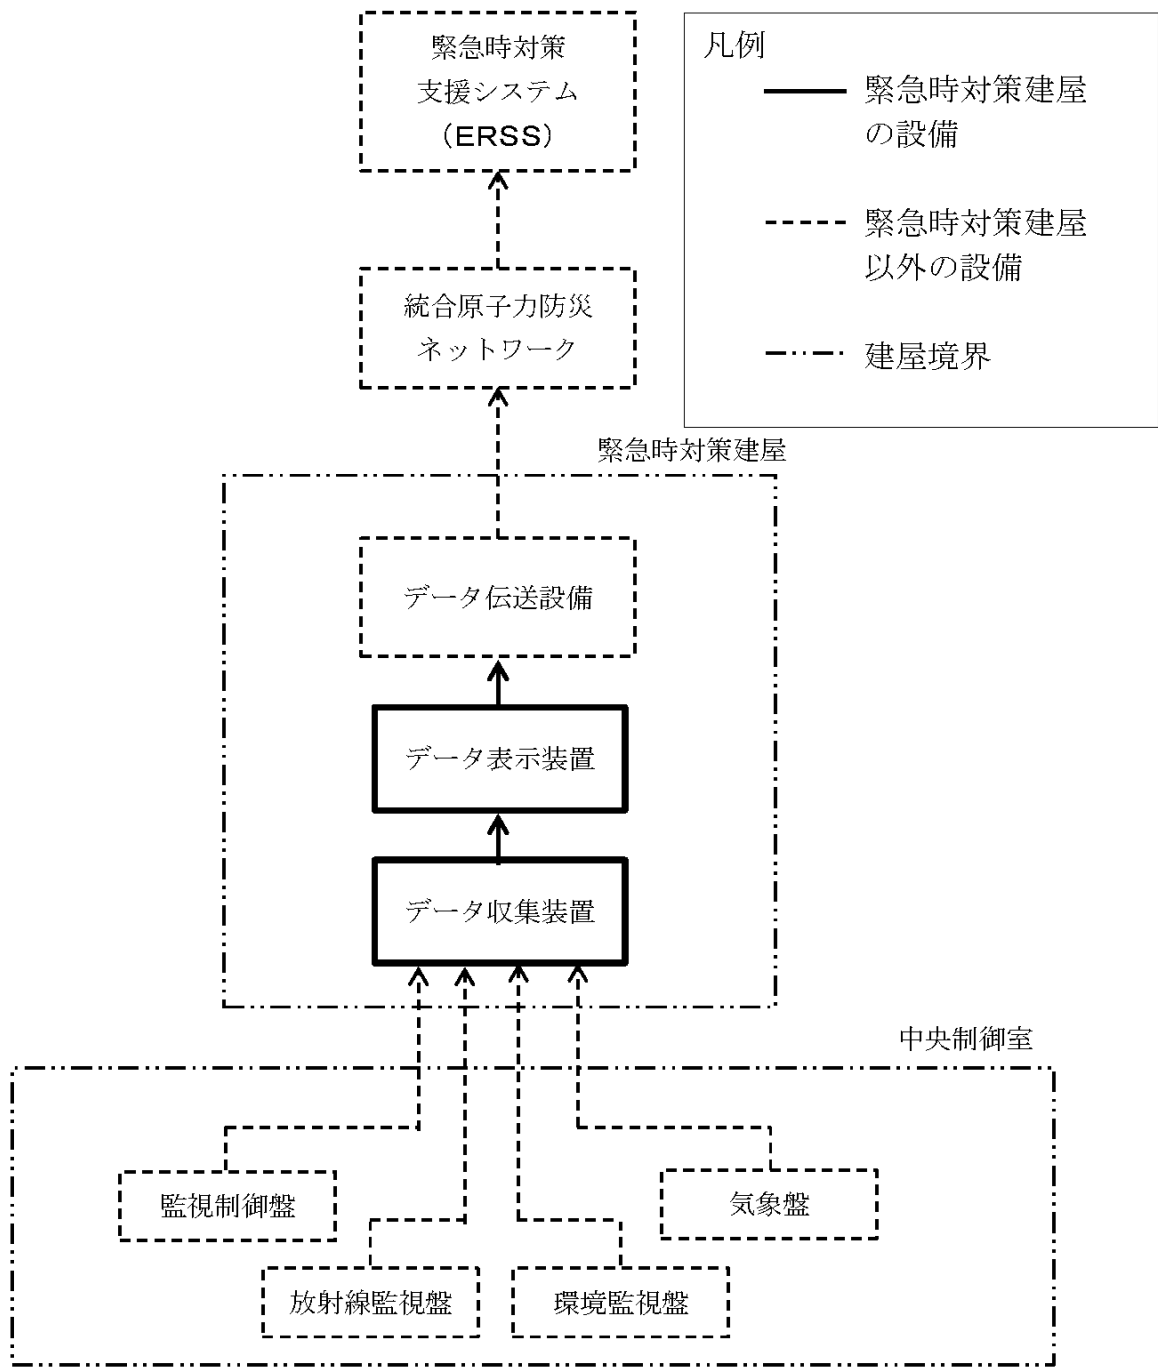 緊急時対策
支援システム
（ERSS）
凡例
緊急時対策建屋
の設備
緊急時対策建屋
以外の設備
建屋境界
統合原子力防災
ネットワーク
緊急時対策建屋
データ伝送設備
データ表示装置
データ収集装置
中央制御室
監視制御盤
気象盤
放射線監視盤
環境監視盤